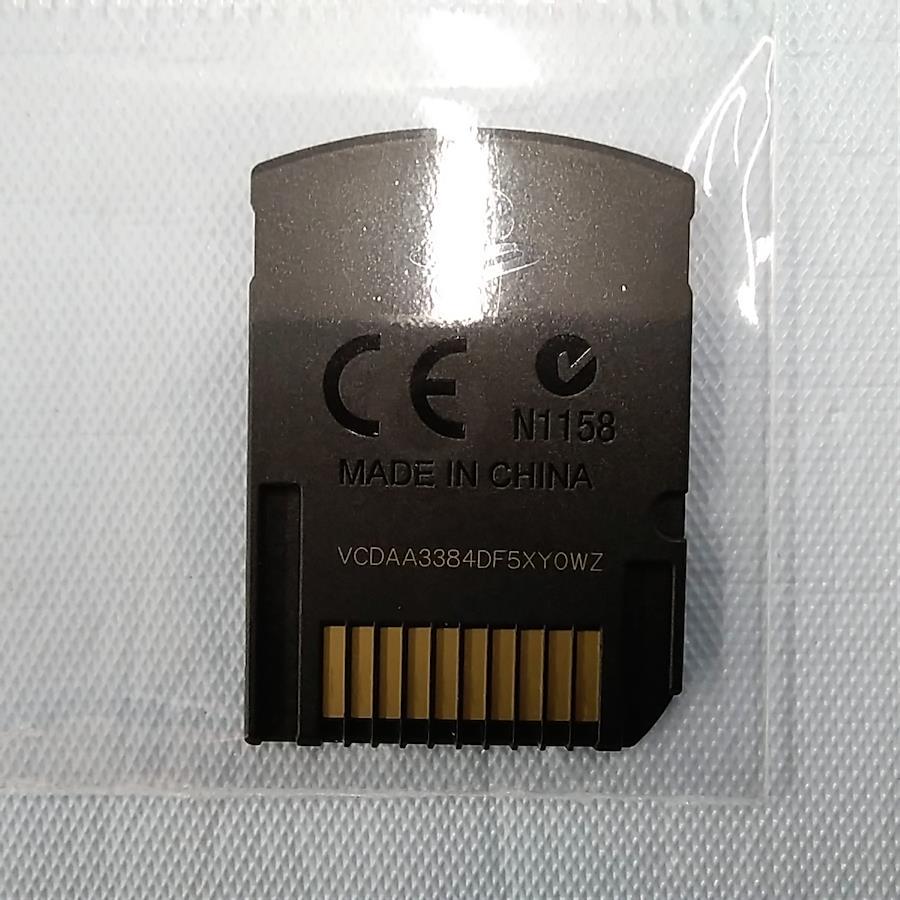 CE
N1158
MADE IN CHINA
VCDAA3384DF5XY0WZ